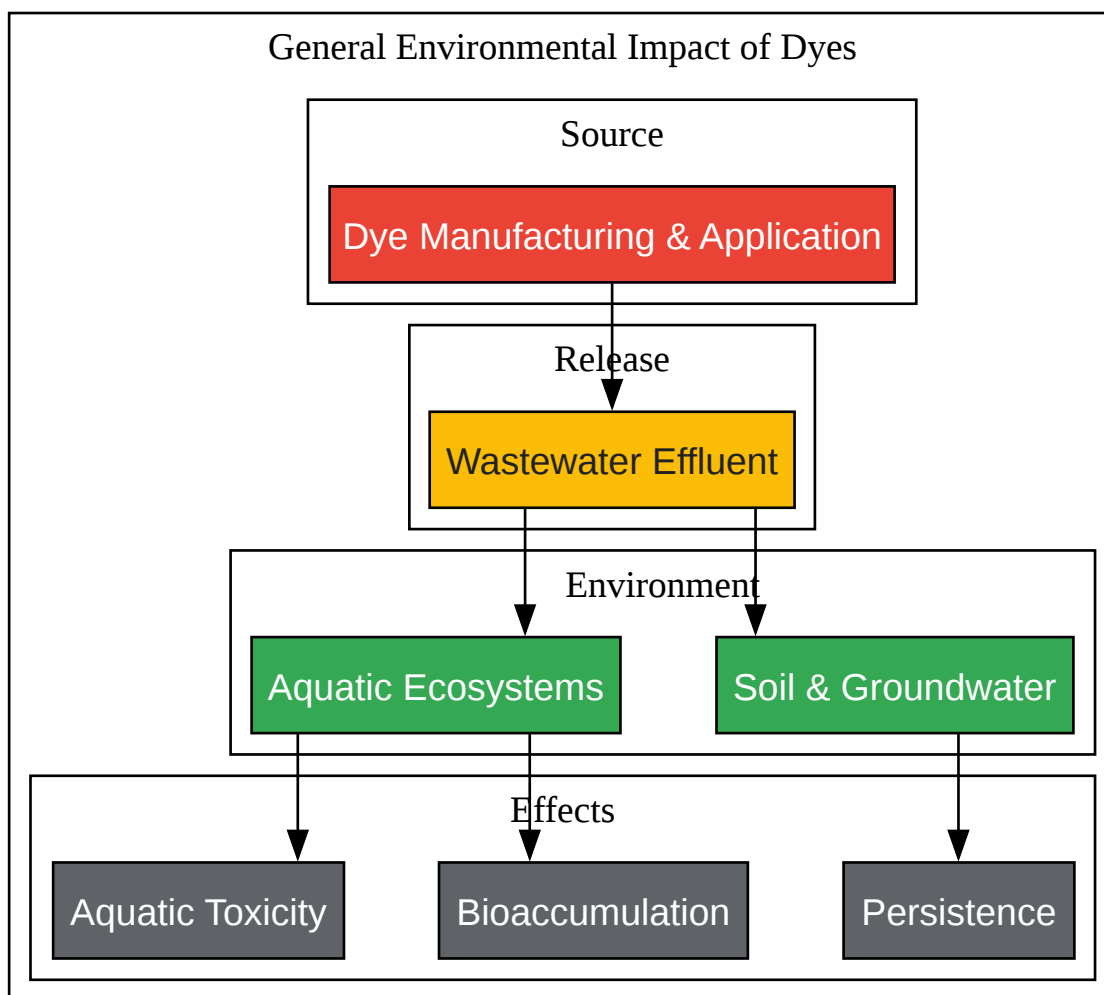 General Environmental Impact of Dyes
Source
Dye Manufacturing & Application
Release
Wastewater Effluent
Environment
Aquatic Ecosystems
Soil & Groundwater
Effects
Aquatic Toxicity
Bioaccumulation
Persistence